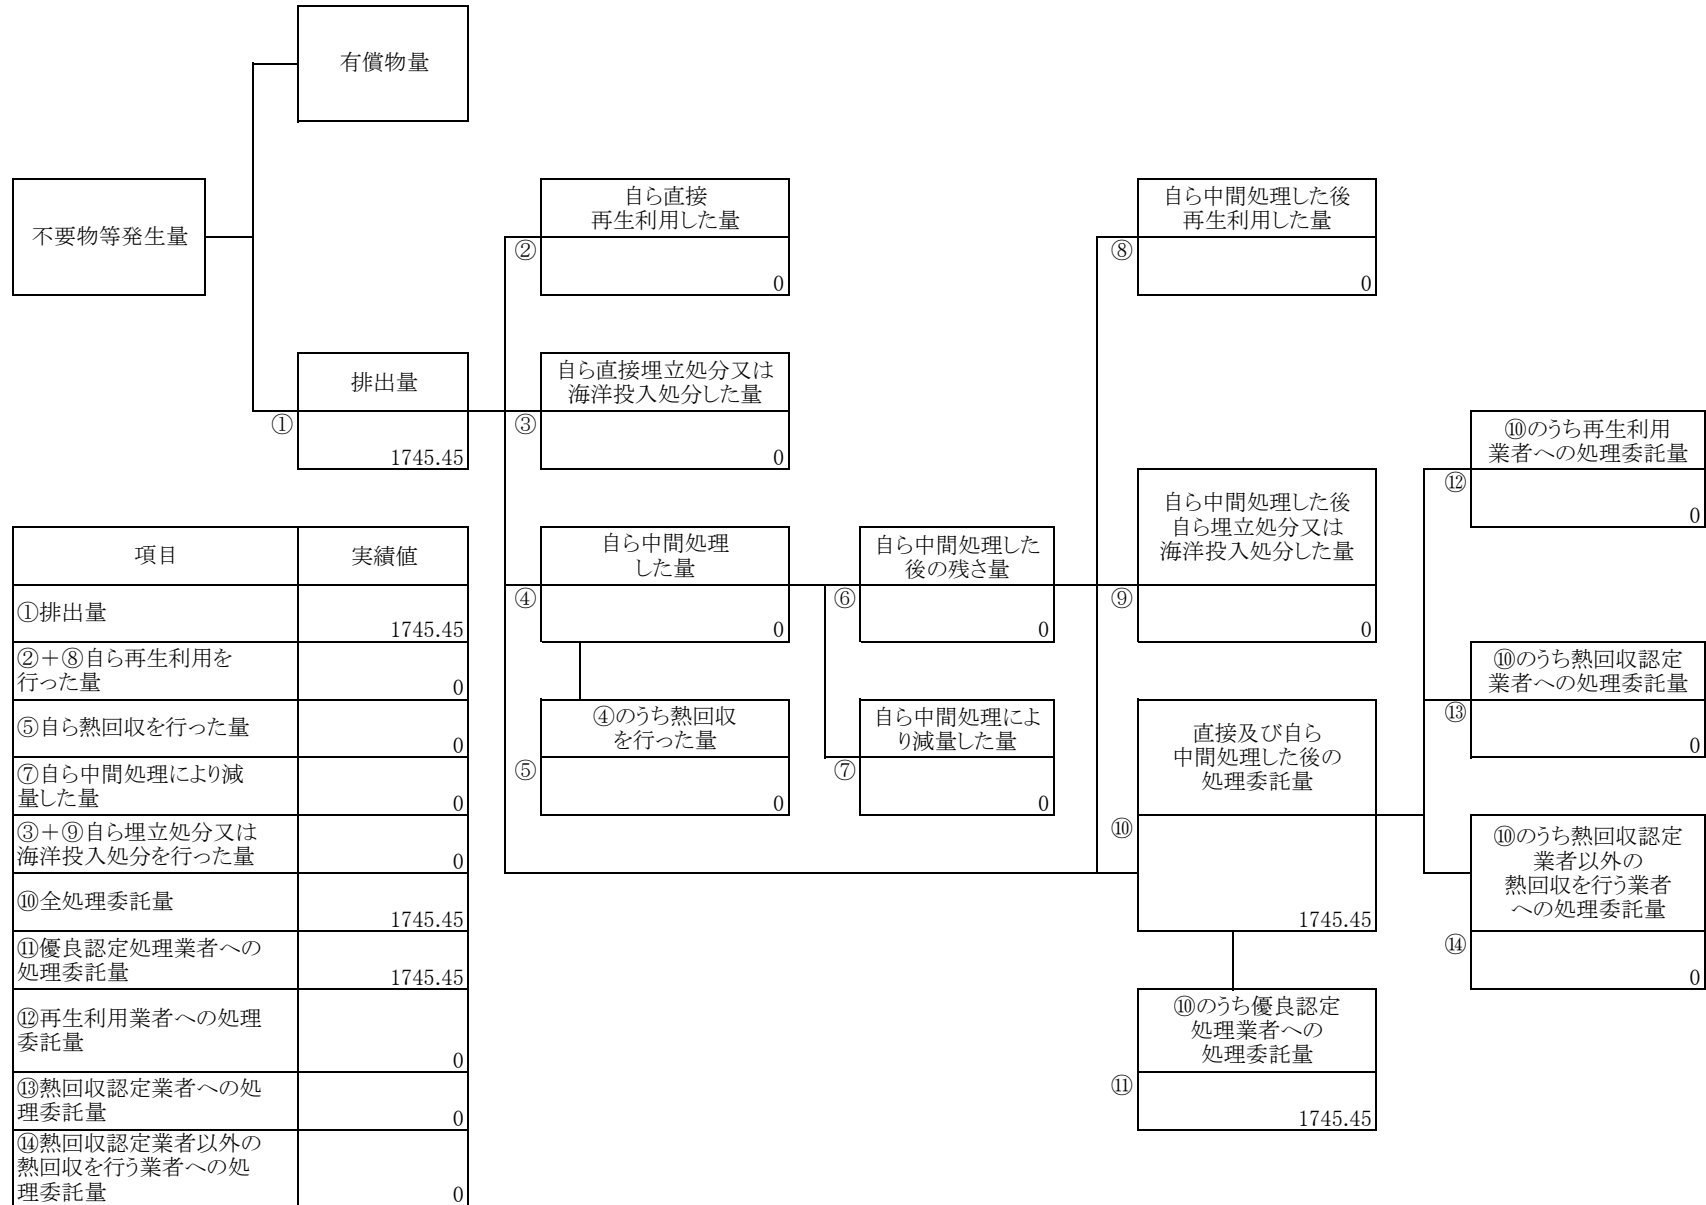 有償物量
不要物等発生量
自ら直接
再生利用した量
②
0
自ら中間処理した後
再生利用した量
⑧
0
排出量
①
1745.45
自ら直接埋立処分又は
海洋投入処分した量
③
0
⑩のうち再生利用
業者への処理委託量
⑫
0
自ら中間処理した後
自ら埋立処分又は
海洋投入処分した量
⑨
0
自ら中間処理
した量
④
0
自ら中間処理した
後の残さ量
⑥
0
④のうち熱回収
を行った量
⑤
0
自ら中間処理によ
り減量した量
⑦
0
直接及び自ら
中間処理した後の
処理委託量
⑩
1745.45
⑩のうち熱回収認定
業者への処理委託量
⑬
0
⑩のうち熱回収認定
業者以外の
熱回収を行う業者
への処理委託量
⑭
0
⑩のうち優良認定
処理業者への
処理委託量
⑪
1745.45
項目
実績値
①排出量
1745.45
②+⑧自ら再生利用を
行った量
0
⑤自ら熱回収を行った量
0
⑦自ら中間処理により減
量した量
0
③+⑨自ら埋立処分又は
海洋投入処分を行った量
0
⑩全処理委託量
1745.45
⑪優良認定処理業者への
処理委託量
1745.45
⑫再生利用業者への処理
委託量
0
⑬熱回収認定業者への処
理委託量
0
⑭熱回収認定業者以外の
熱回収を行う業者への処
理委託量
0